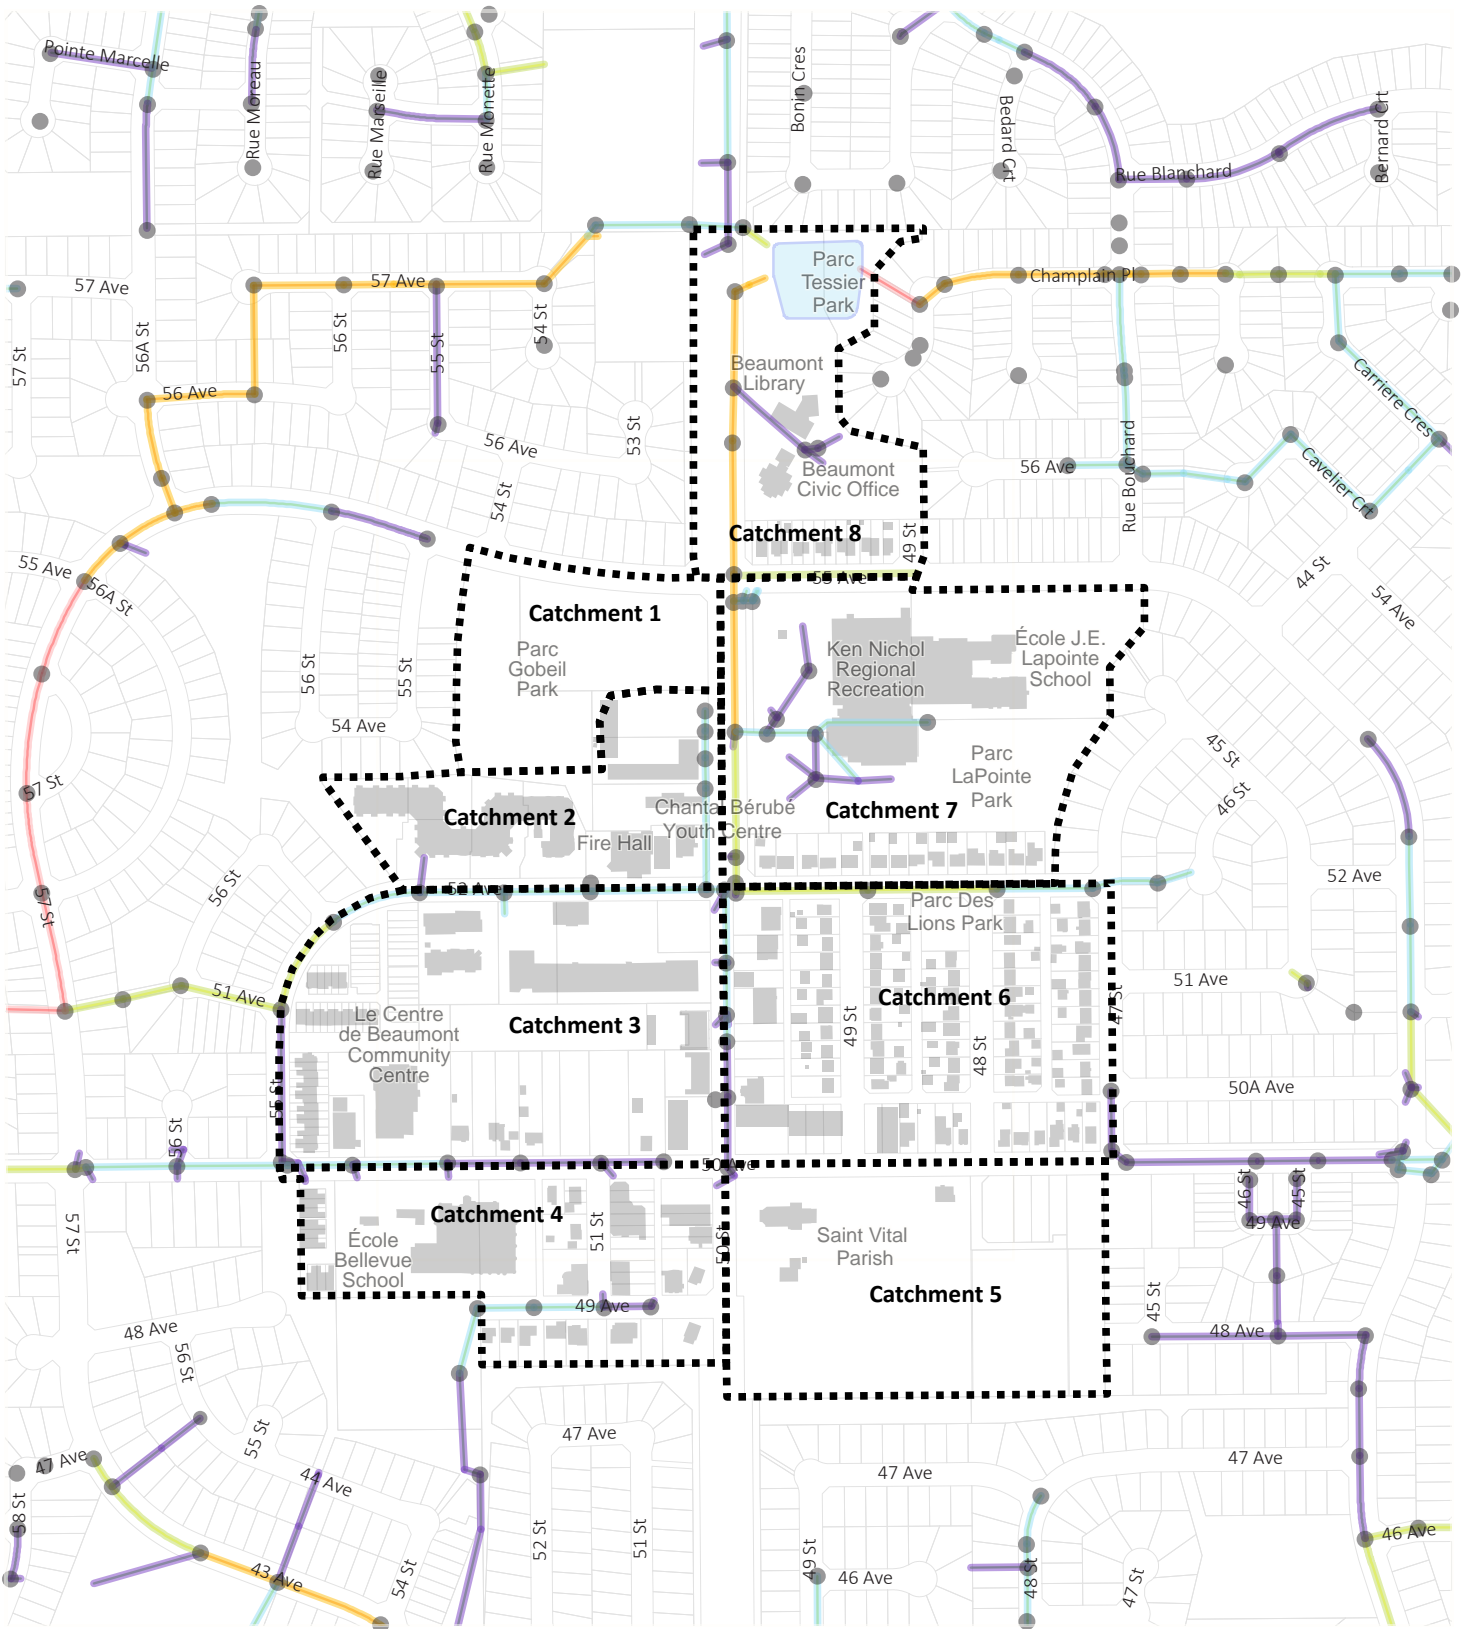 Pointe Marcelle
Rue Moreau
Rue Marseille
Rue Monette
Bonin Cres
Bedard Crt
Rue Blanchard
Bernard Crt
57 Ave
57 Ave
56A St
57 St
56 St
55 St
54 St
56 Ave
53 St
56 Ave
54 St
Parc
Tessier
Park
Champlain Pl
Beaumont
Library
Beaumont
Civic Office
Catchment 8
49 St
55 Ave
56 Ave
Rue Bouchard
Carriere Cres
Cavelier Crt
44 St
54 Ave
55 Ave
56A St
56 St
55 St
54 Ave
57 St
Catchment 1
Parc
Gobeil
Park
Ken Nichol
Regional
Recreation
École J.E.
Lapointe
School
Parc
LaPointe
Park
Catchment 7
45 St
46 St
Catchment 2
Fire Hall
Chantal Bérubé
Youth Centre
52 Ave
52 Ave
56 St
57 St
51 Ave
Parc Des
Lions Park
Catchment 6
49 St
48 St
47 St
51 Ave
50A Ave
Le Centre
de Beaumont
Community
Centre
Catchment 3
55 St
56 St
50 Ave
57 St
Catchment 4
École
Bellevue
School
51 St
50 St
49 Ave
Saint Vital
Parish
Catchment 5
46 St
45 St
49 Ave
45 St
48 Ave
48 Ave
56 St
55 St
47 Ave
44 Ave
58 St
43 Ave
54 St
47 Ave
52 St
51 St
47 Ave
47 Ave
49 St
46 Ave
48 St
47 St
46 Ave